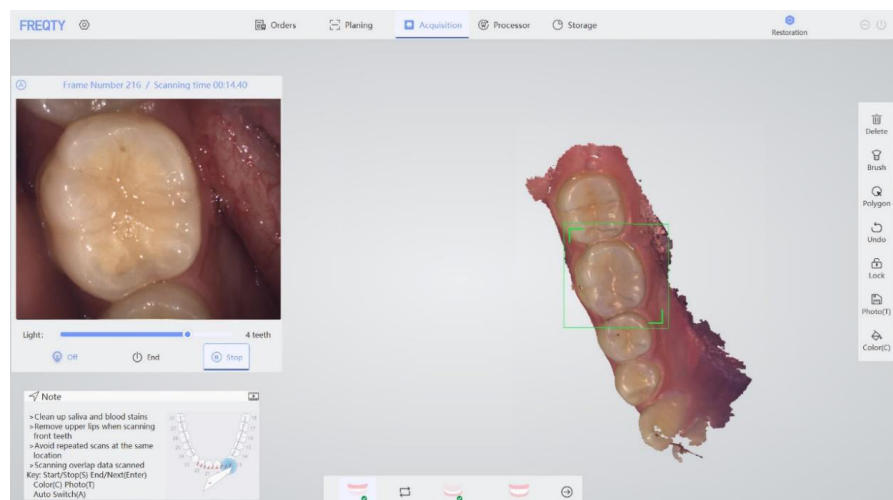 FREQTY
Orders
Planing
Acquisition
Processor
Storage
Restoration
Frame Number 216 / Scanning time 00:14.40
Light:
4 teeth
Off
End
Stop
Note
>Clean up saliva and blood stains
>Remove upper lips when scanning
front teeth
>Avoid repeated scans at the same
location
>Scanning overlap data scanned
Key: Start/Stop(S) End/Next(Enter)
Color(C) Photo(T)
Auto Switch(A)
Delete
Brush
Polygon
Undo
Lock
Photo(T)
Color(C)